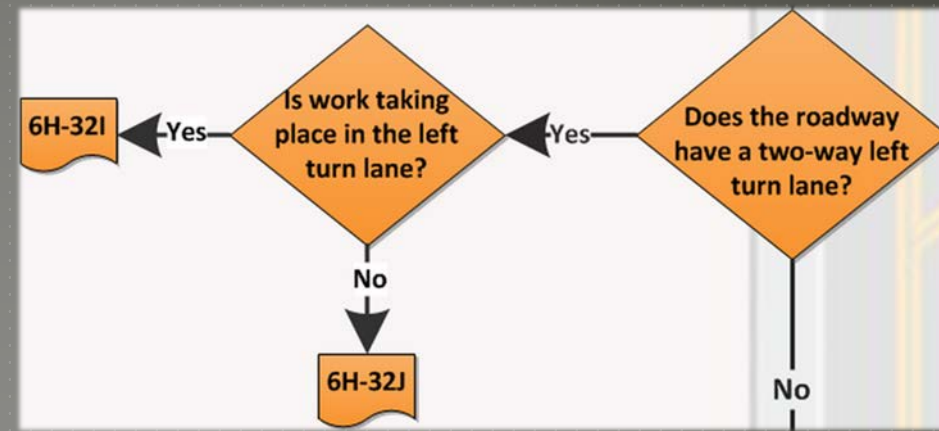 6H-32I
Yes
Is work taking
place in the left
turn lane?
Yes
Does the roadway
have a two-way left
turn lane?
No
6H-32J
No